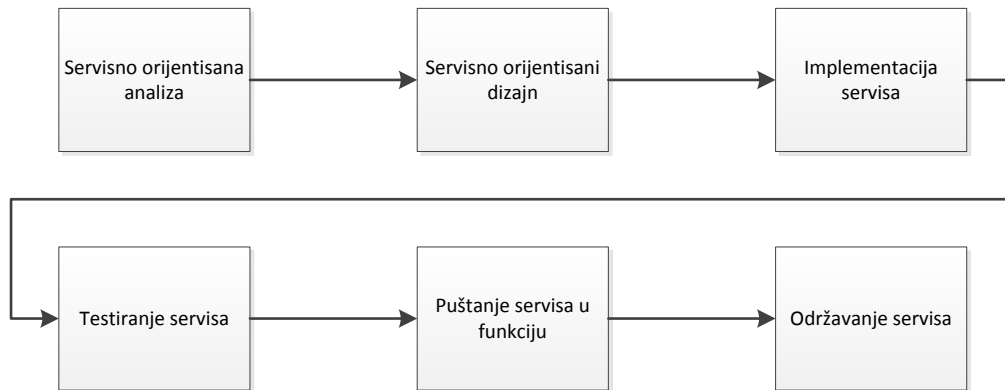 Servisno orijentisana
analiza
Servisno orijentisani
dizajn
Implementacija
servisa
Testiranje servisa
Puštanje servisa u
funkciju
Održavanje servisa